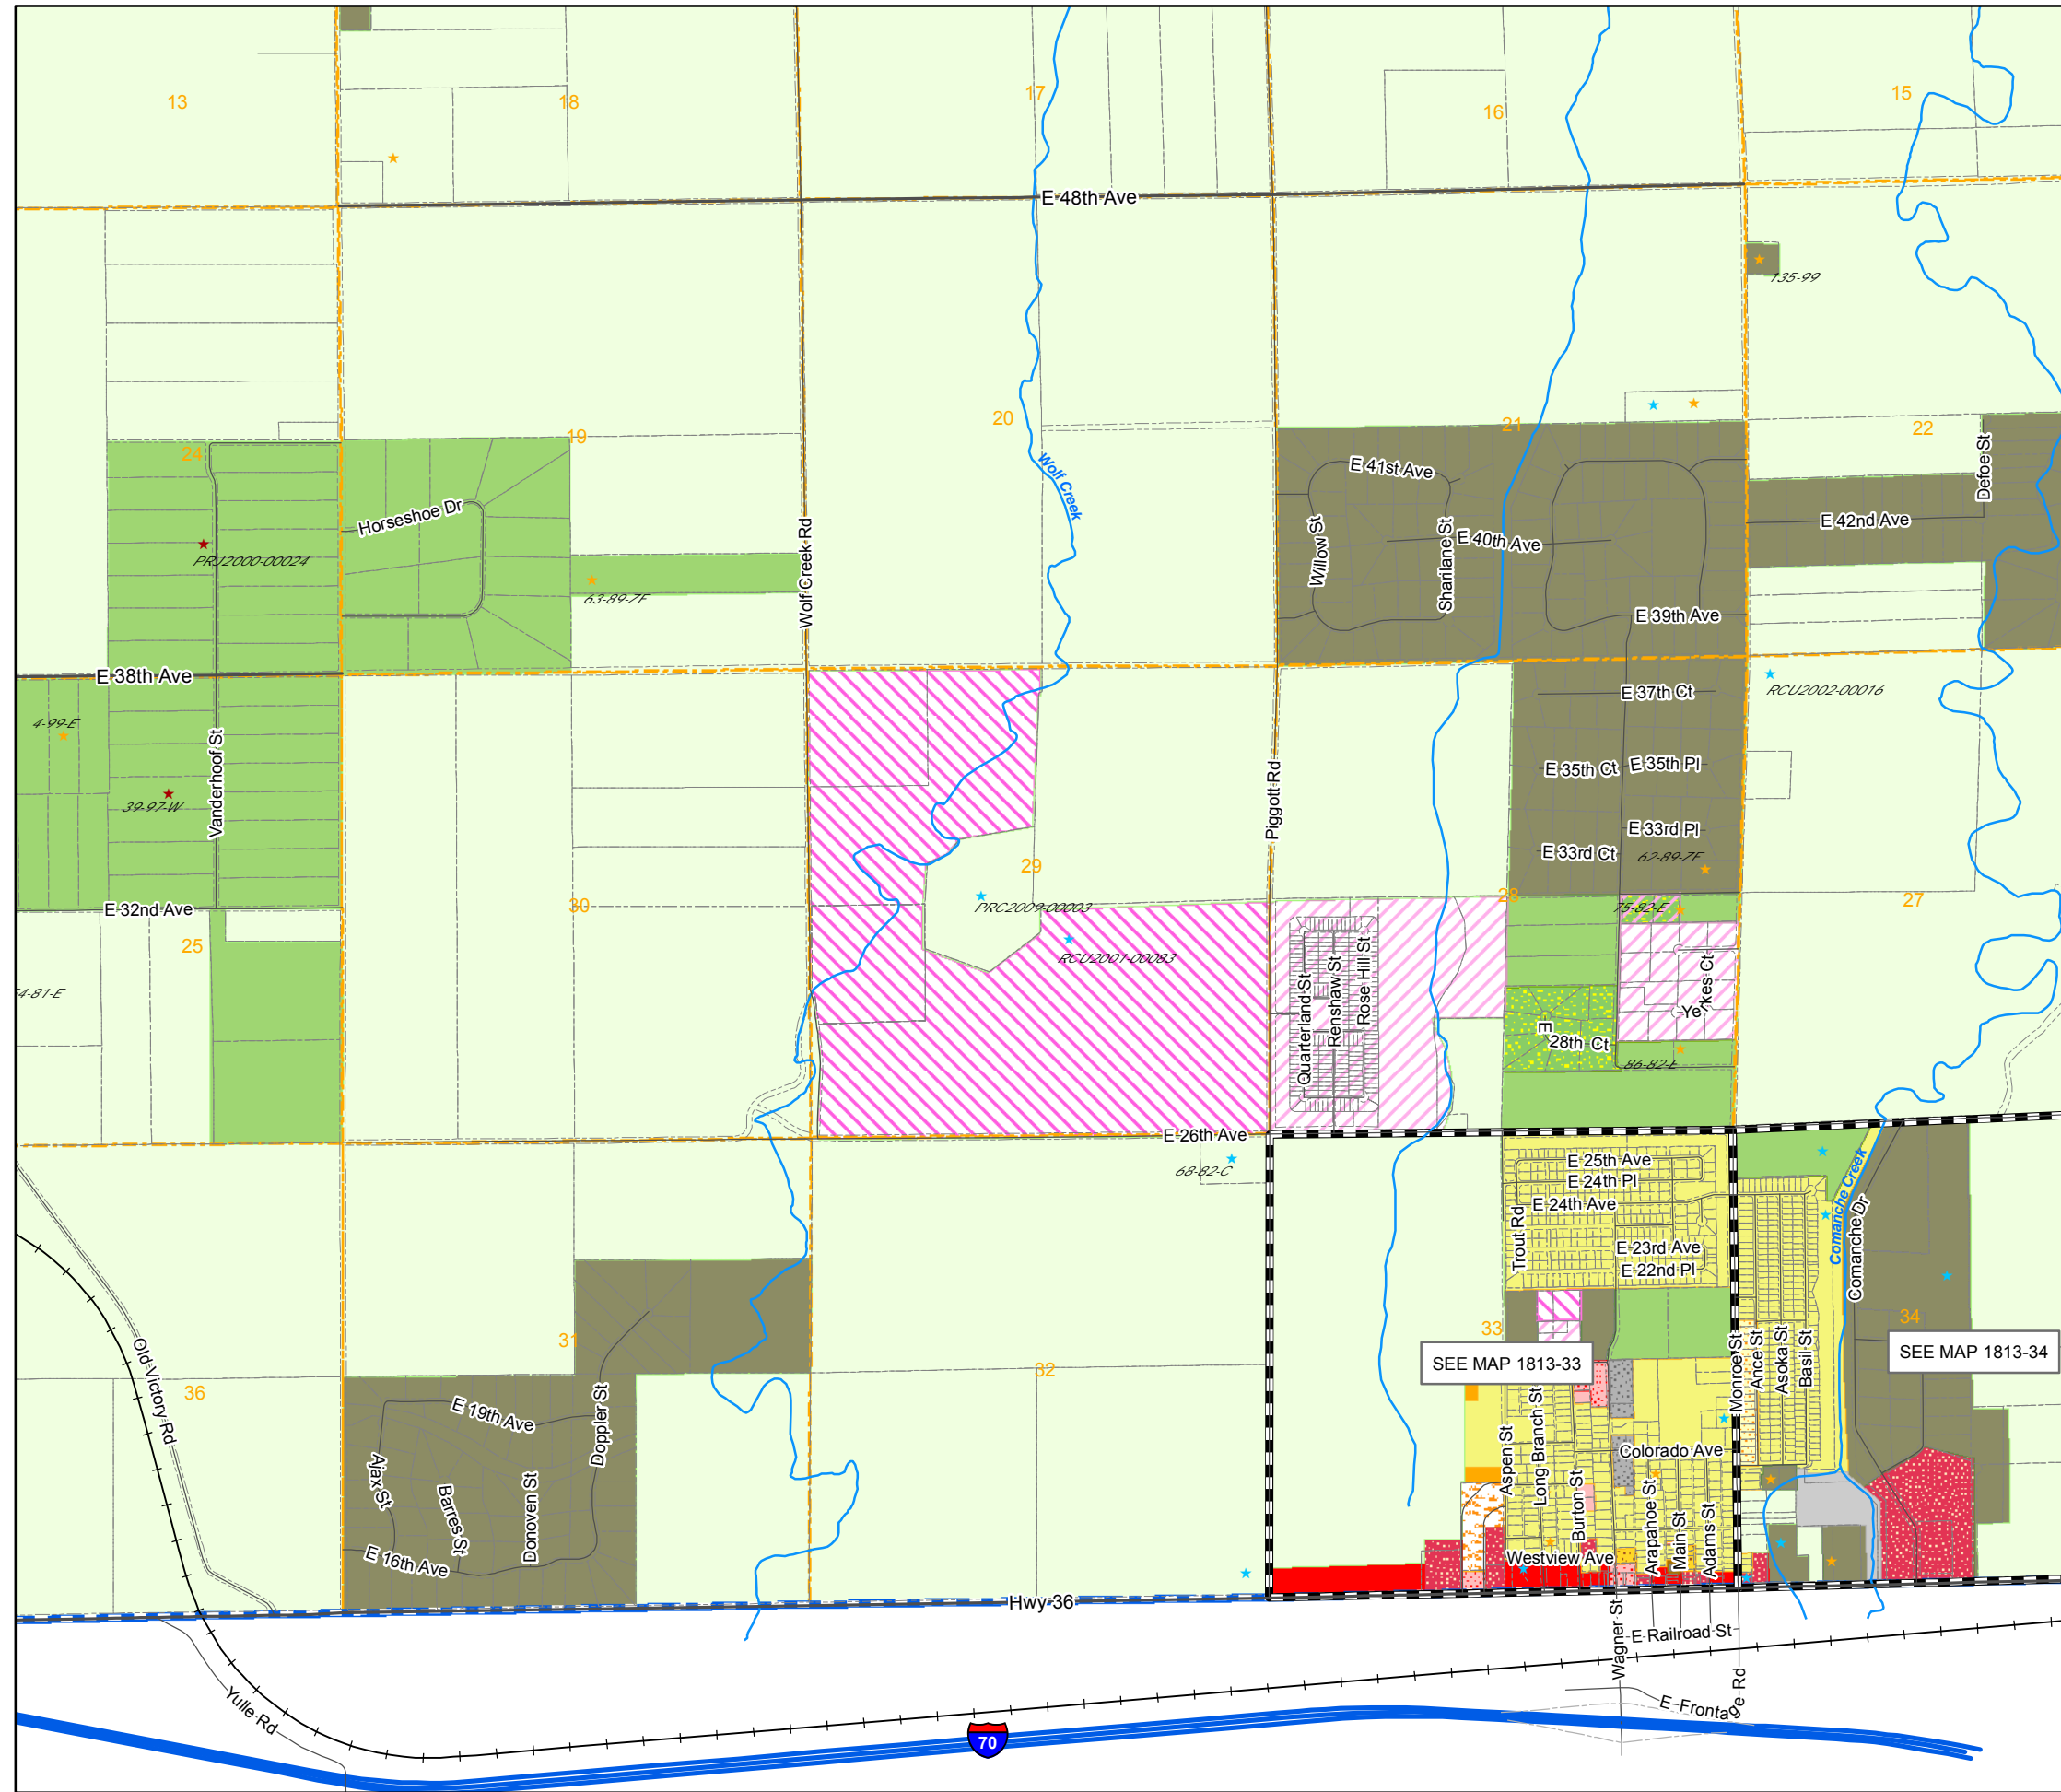 13
18
17
16
15
E 48th Ave
135-99
24
19
20
21
22
Wolf Creek
Horseshoe Dr
E 41st Ave
Defoe St
E 42nd Ave
E 40th Ave
Willow St
Sharilane St
PRJ2000-00024
63-89-ZE
Wolf Creek Rd
E 39th Ave
E 38th Ave
E 37th Ct
RCU2002-00016
4-99-E
39-97-W
Vanderhoof St
Piggott Rd
E 35th Ct
E 35th Pl
E 33rd Pl
E 33rd Ct
62-89-ZE
29
PRC2009-00003
30
28
75-82-E
27
E 32nd Ave
25
RCU2001-00083
Quarterland St
Renshaw St
Rose Hill St
Yerkes Ct
54-81-E
E 28th Ct
86-82-E
E 26th Ave
68-82-C
E 25th Ave
E 24th Pl
E 24th Ave
Trout Rd
E 23rd Ave
E 22nd Pl
Comanche Creek
Comanche Dr
31
32
33
34
36
SEE MAP 1813-33
SEE MAP 1813-34
Old Victory Rd
Monroe St
Ance St
Asoka St
Basil St
E 19th Ave
Doppler St
Ajax St
Barres St
Donoven St
E 16th Ave
Aspen St
Long Branch St
Burton St
Colorado Ave
Arapahoe St
Main St
Adams St
Westview Ave
Hwy 36
Wagner St
E Railroad St
E Frontage Rd
Yulle Rd
70